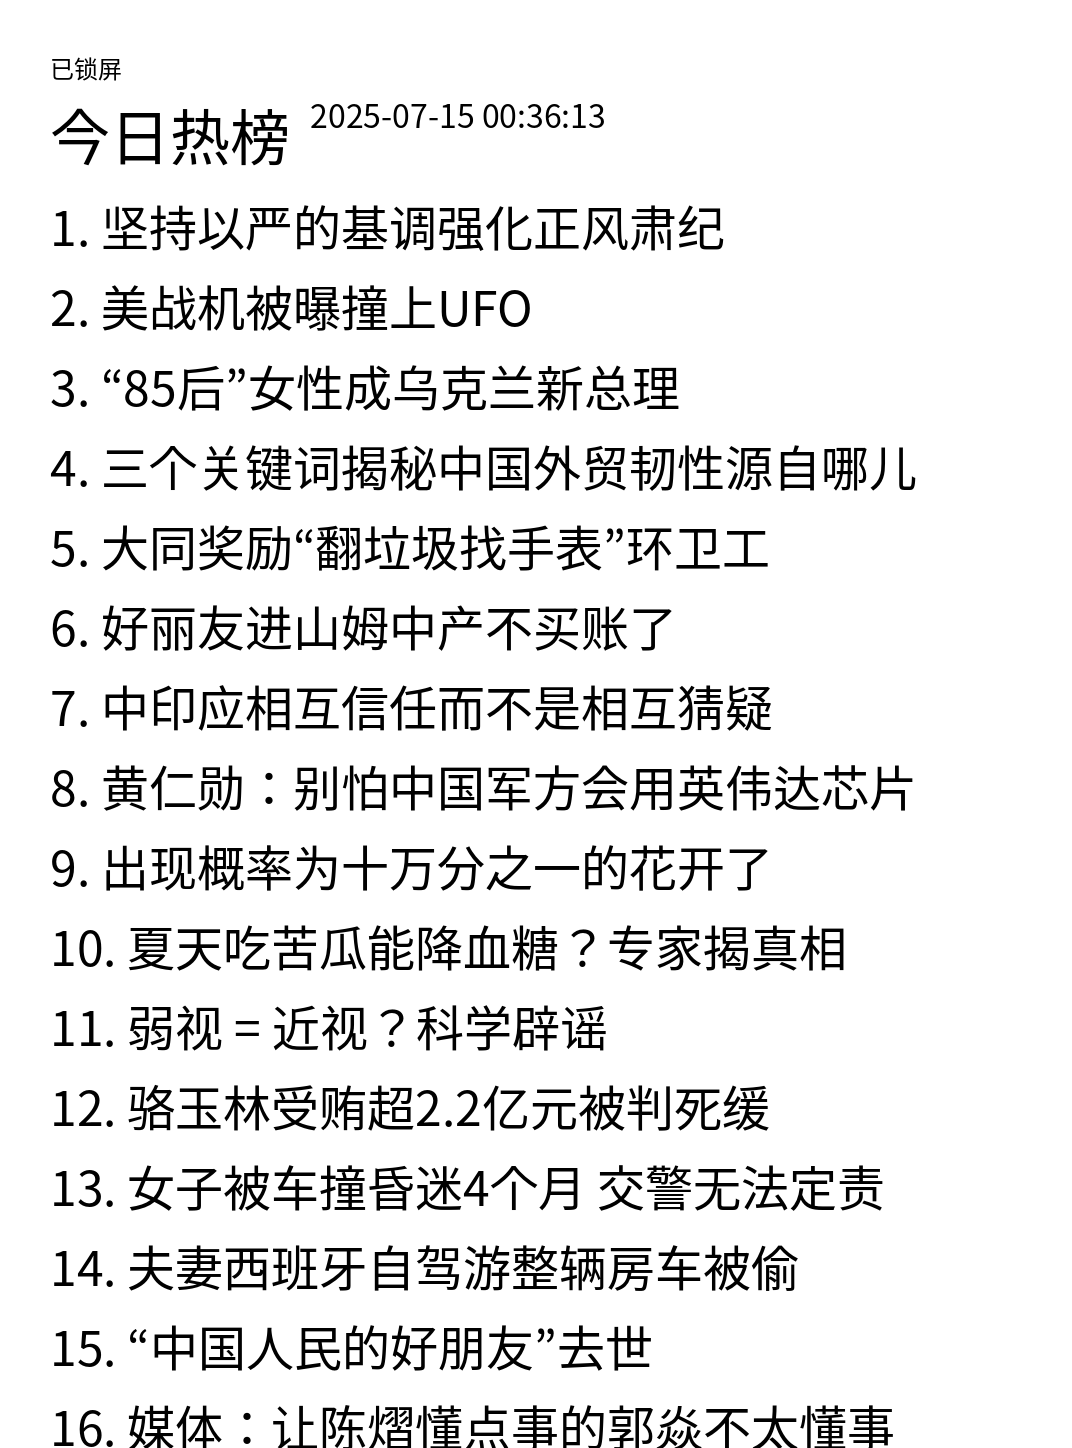 已锁屏
今日热榜 2025-07-15 00:36:13
1. 坚持以严的基调强化正风肃纪
2. 美战机被曝撞上UFO
3. “85后”女性成乌克兰新总理
4. 三个关键词揭秘中国外贸韧性源自哪儿
5. 大同奖励“翻垃圾找手表”环卫工
6. 好丽友进山姆中产不买账了
7. 中印应相互信任而不是相互猜疑
8. 黄仁勋：别怕中国军方会用英伟达芯片
9. 出现概率为十万分之一的花开了
10. 夏天吃苦瓜能降血糖？专家揭真相
11. 弱视 = 近视？科学辟谣
12. 骆玉林受贿超2.2亿元被判死缓
13. 女子被车撞昏迷4个月 交警无法定责
14. 夫妻西班牙自驾游整辆房车被偷
15. “中国人民的好朋友”去世
16. 媒体：让陈熠懂点事的郭焱不太懂事